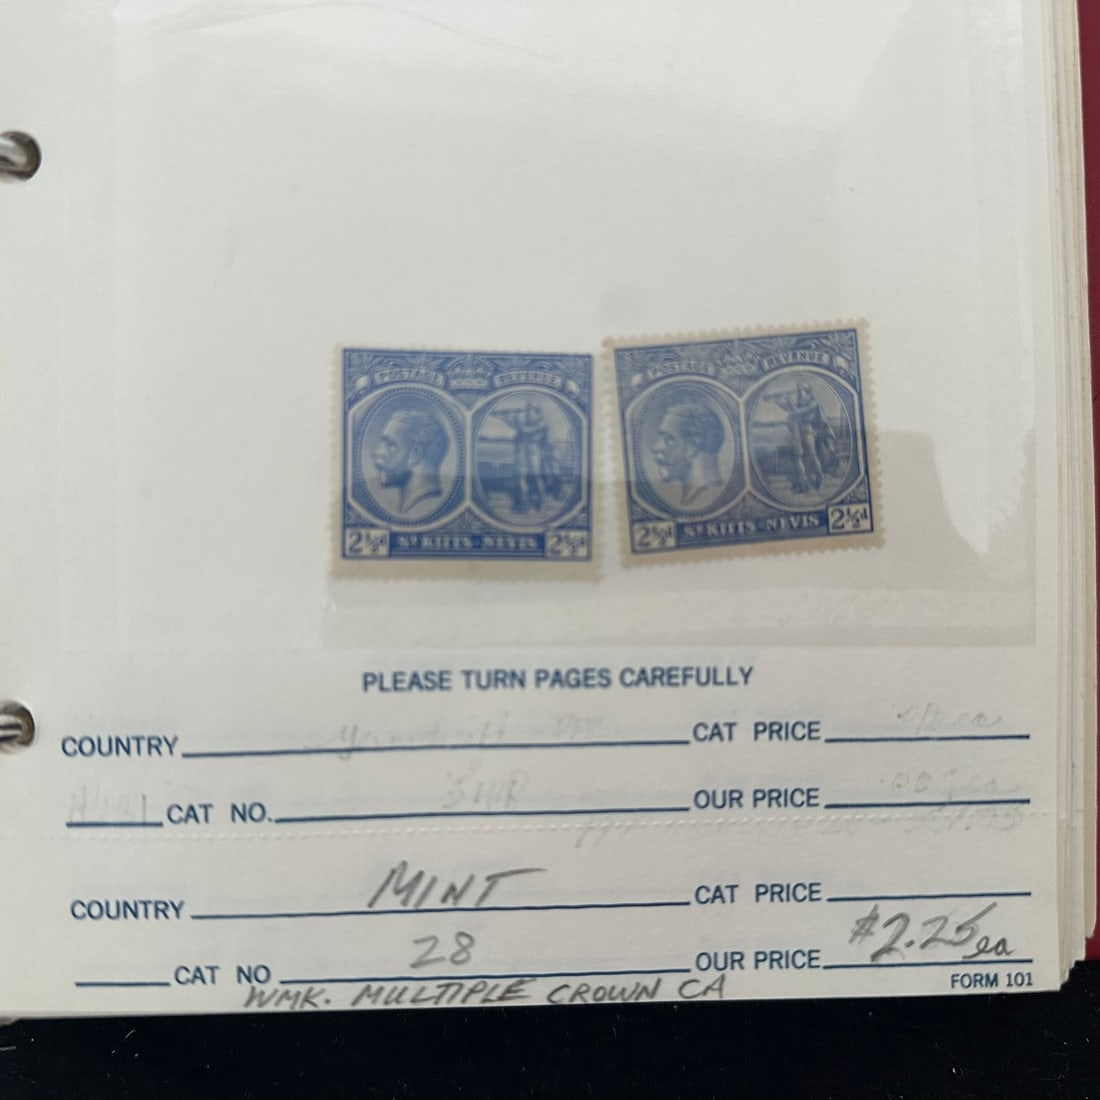 POSTAGE REVENUE
2½d ST KITTS-NEVIS 2½d
POSTAGE REVENUE
2½d ST KITTS-NEVIS 2½d
PLEASE TURN PAGES CAREFULLY
COUNTRY CAT PRICE
CAT NO. OUR PRICE
COUNTRY MINT CAT PRICE
CAT NO 28 OUR PRICE $2.25 ea
WMK. MULTIPLE CROWN CA
FORM 101